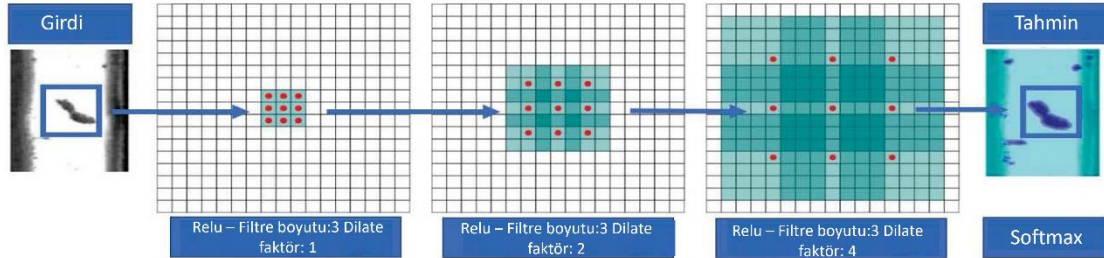 Girdi
Tahmin
Relu – Filtre boyutu:3 Dilate
faktör: 1
Relu – Filtre boyutu:3 Dilate
faktör: 2
Relu – Filtre boyutu:3 Dilate
faktör: 4
Softmax